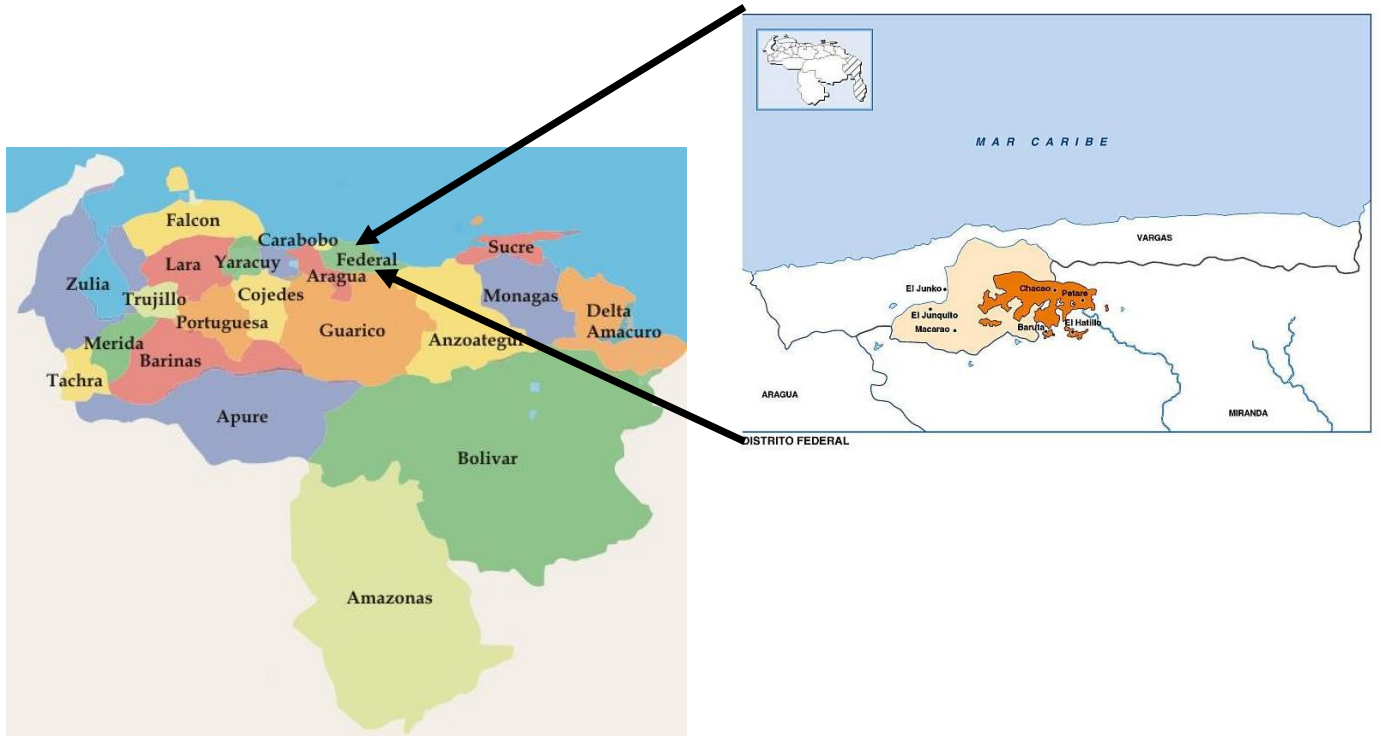 Falcon
Carabobo
Federal
Sucre
Lara
Yaracuy
Aragua
Zulia
Trujillo
Cojedes
Monagas
Delta
Amacuro
Portuguesa
Guarico
Anzoategui
Merida
Barinas
Tachra
Apure
Bolivar
Amazonas
MAR CARIBE
VARGAS
El Junko
Chacao
Petare
El Junquito
Macarao
Baruta
El Hatillo
ARAGUA
MIRANDA
DISTRITO FEDERAL